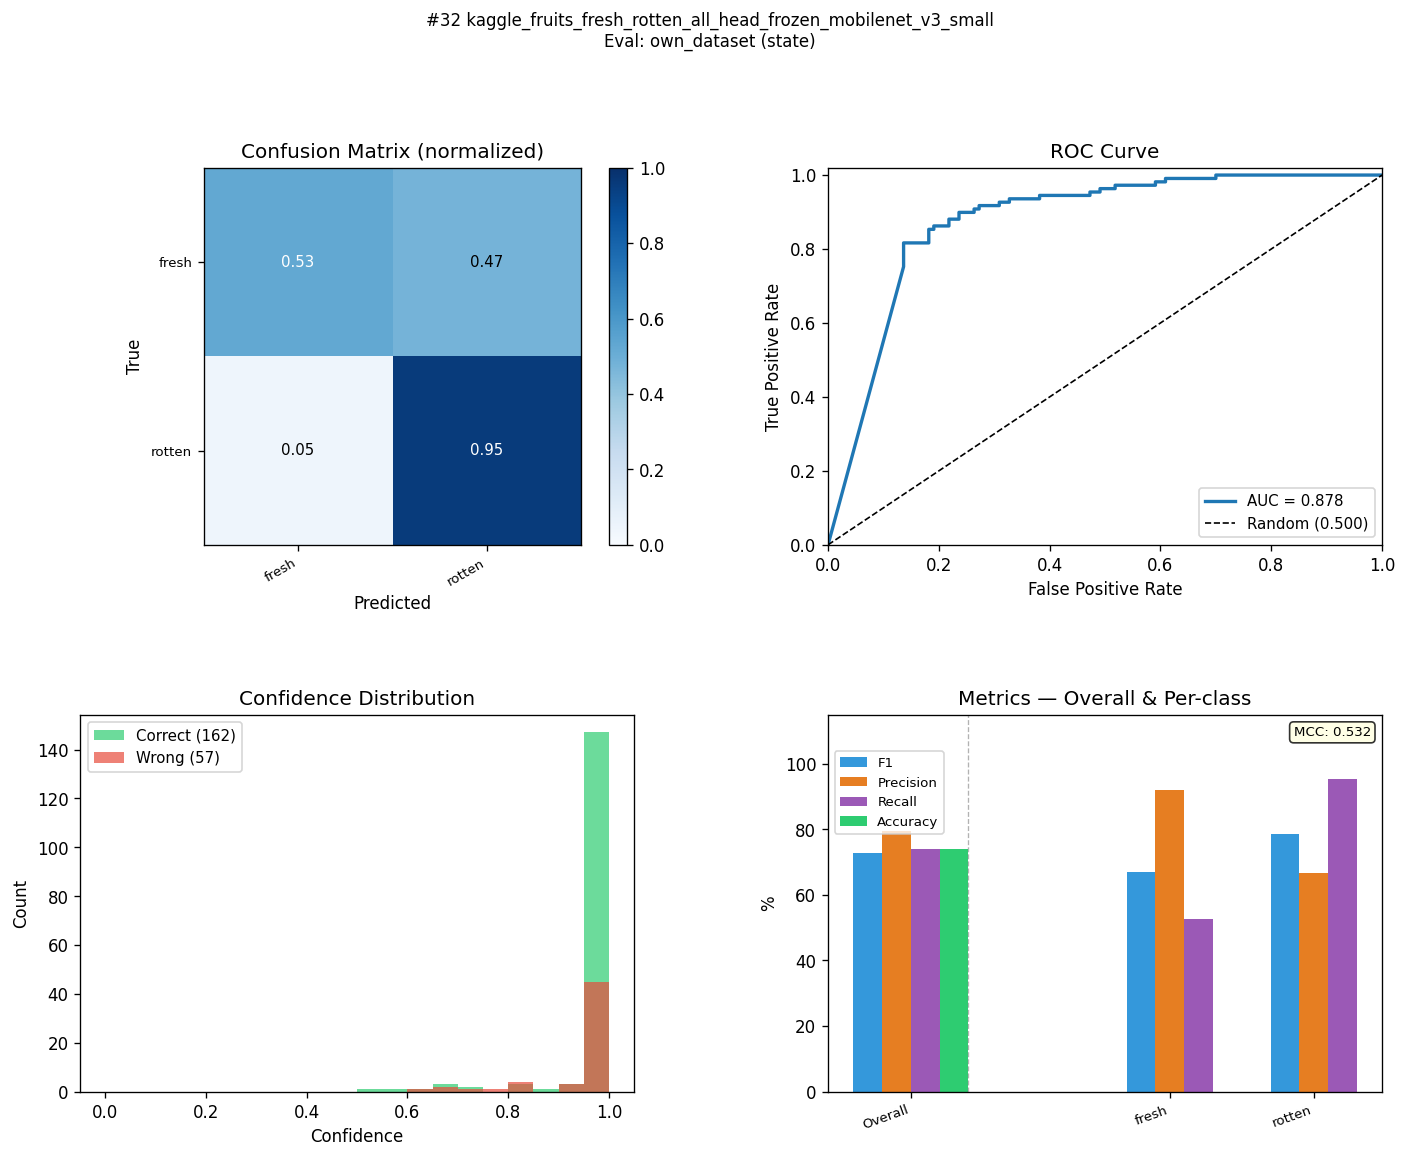 #32 kaggle_fruits_fresh_rotten_all_head_frozen_mobilenet_v3_small
Eval: own_dataset (state)
Confusion Matrix (normalized)
True
fresh
rotten
0.53
0.47
0.05
0.95
fresh
rotten
Predicted
1.0
0.8
0.6
0.4
0.2
0.0
ROC Curve
True Positive Rate
1.0
0.8
0.6
0.4
0.2
0.0
0.0 0.2 0.4 0.6 0.8 1.0
False Positive Rate
AUC = 0.878
Random (0.500)
Confidence Distribution
Count
140
120
100
80
60
40
20
0
Correct (162)
Wrong (57)
0.0 0.2 0.4 0.6 0.8 1.0
Confidence
Metrics — Overall & Per-class
%
100
80
60
40
20
0
F1
Precision
Recall
Accuracy
MCC: 0.532
Overall
fresh
rotten